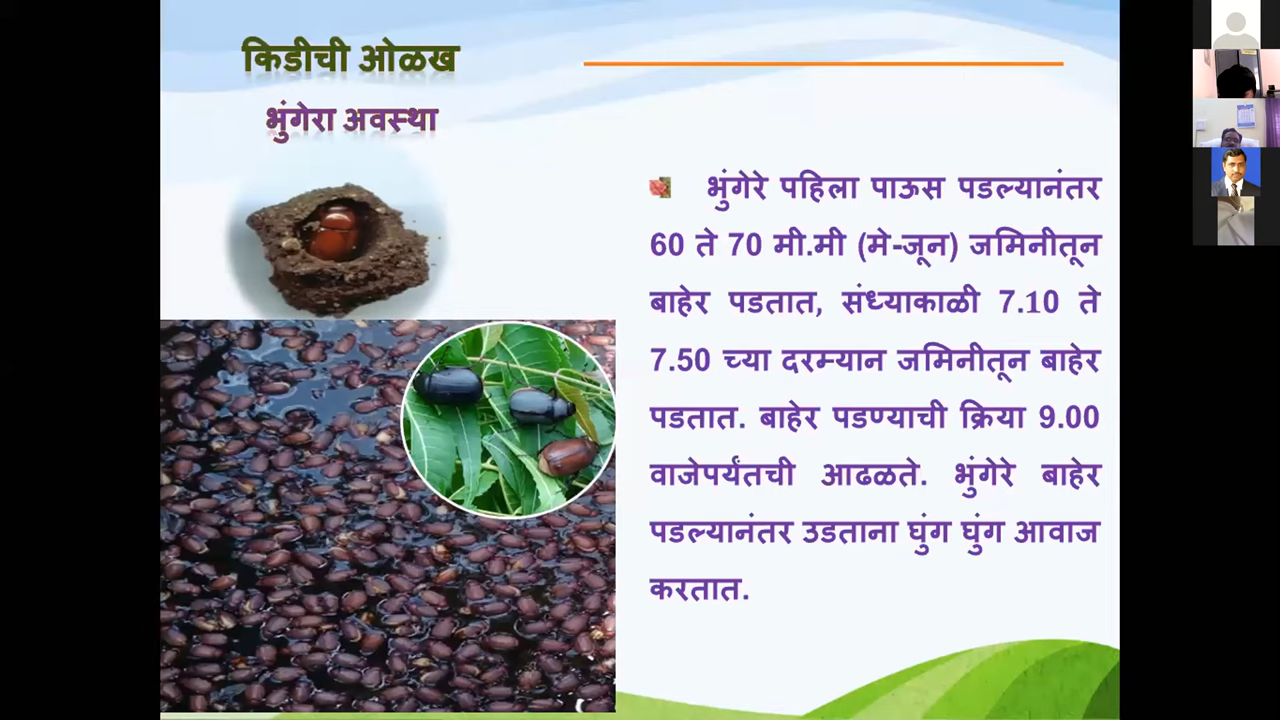 किडीची ओळख
भुंगेरा अवस्था
भुंगेरे पहिला पाऊस पडल्यानंतर
60 ते 70 मी.मी (मे-जून) जमिनीतून
बाहेर पडतात, संध्याकाळी 7.10 ते
7.50 च्या दरम्यान जमिनीतून बाहेर
पडतात. बाहेर पडण्याची क्रिया 9.00
वाजेपर्यंतची आढळते. भुंगेरे बाहेर
पडल्यानंतर उडताना घुंग घुंग आवाज
करतात.